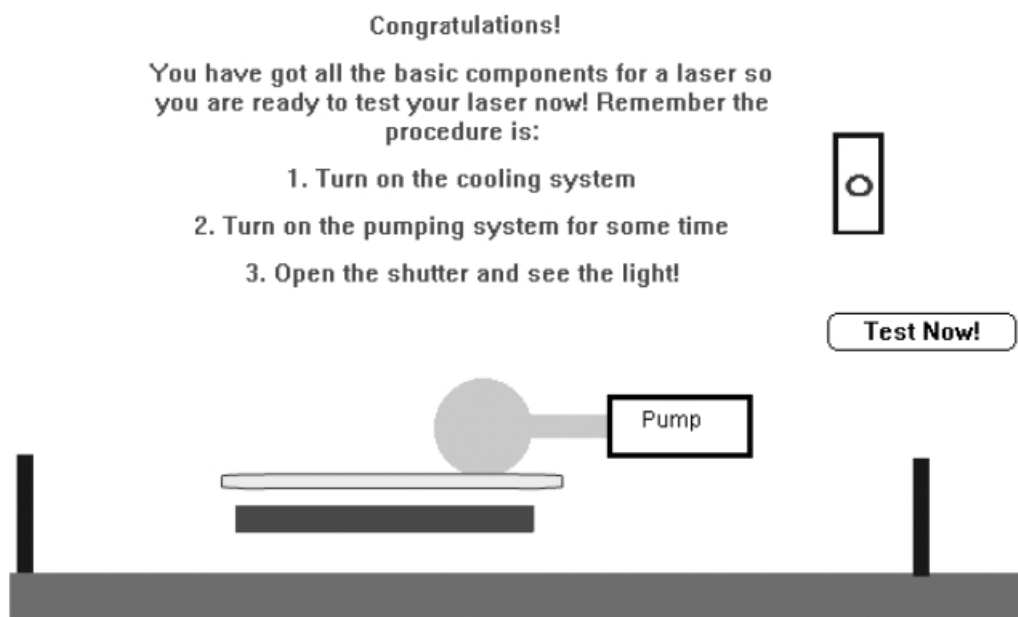 Congratulations!
You have got all the basic components for a laser so
you are ready to test your laser now! Remember the
procedure is:
1. Turn on the cooling system
2. Turn on the pumping system for some time
3. Open the shutter and see the light!
Test Now!
Pump